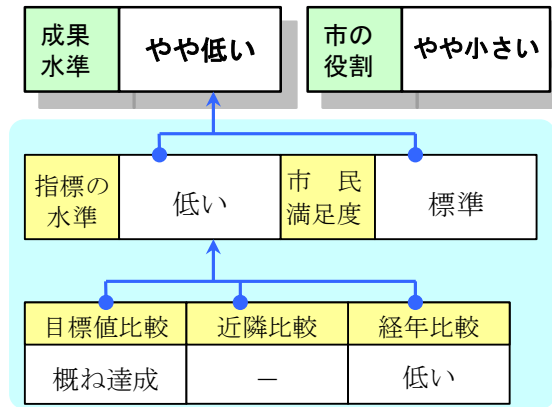 成果
水準
やや低い
市の
役割
やや小さい
指標の
水準
低い
市　民
満足度
標準
目標値比較
近隣比較
経年比較
概ね達成
－
低い